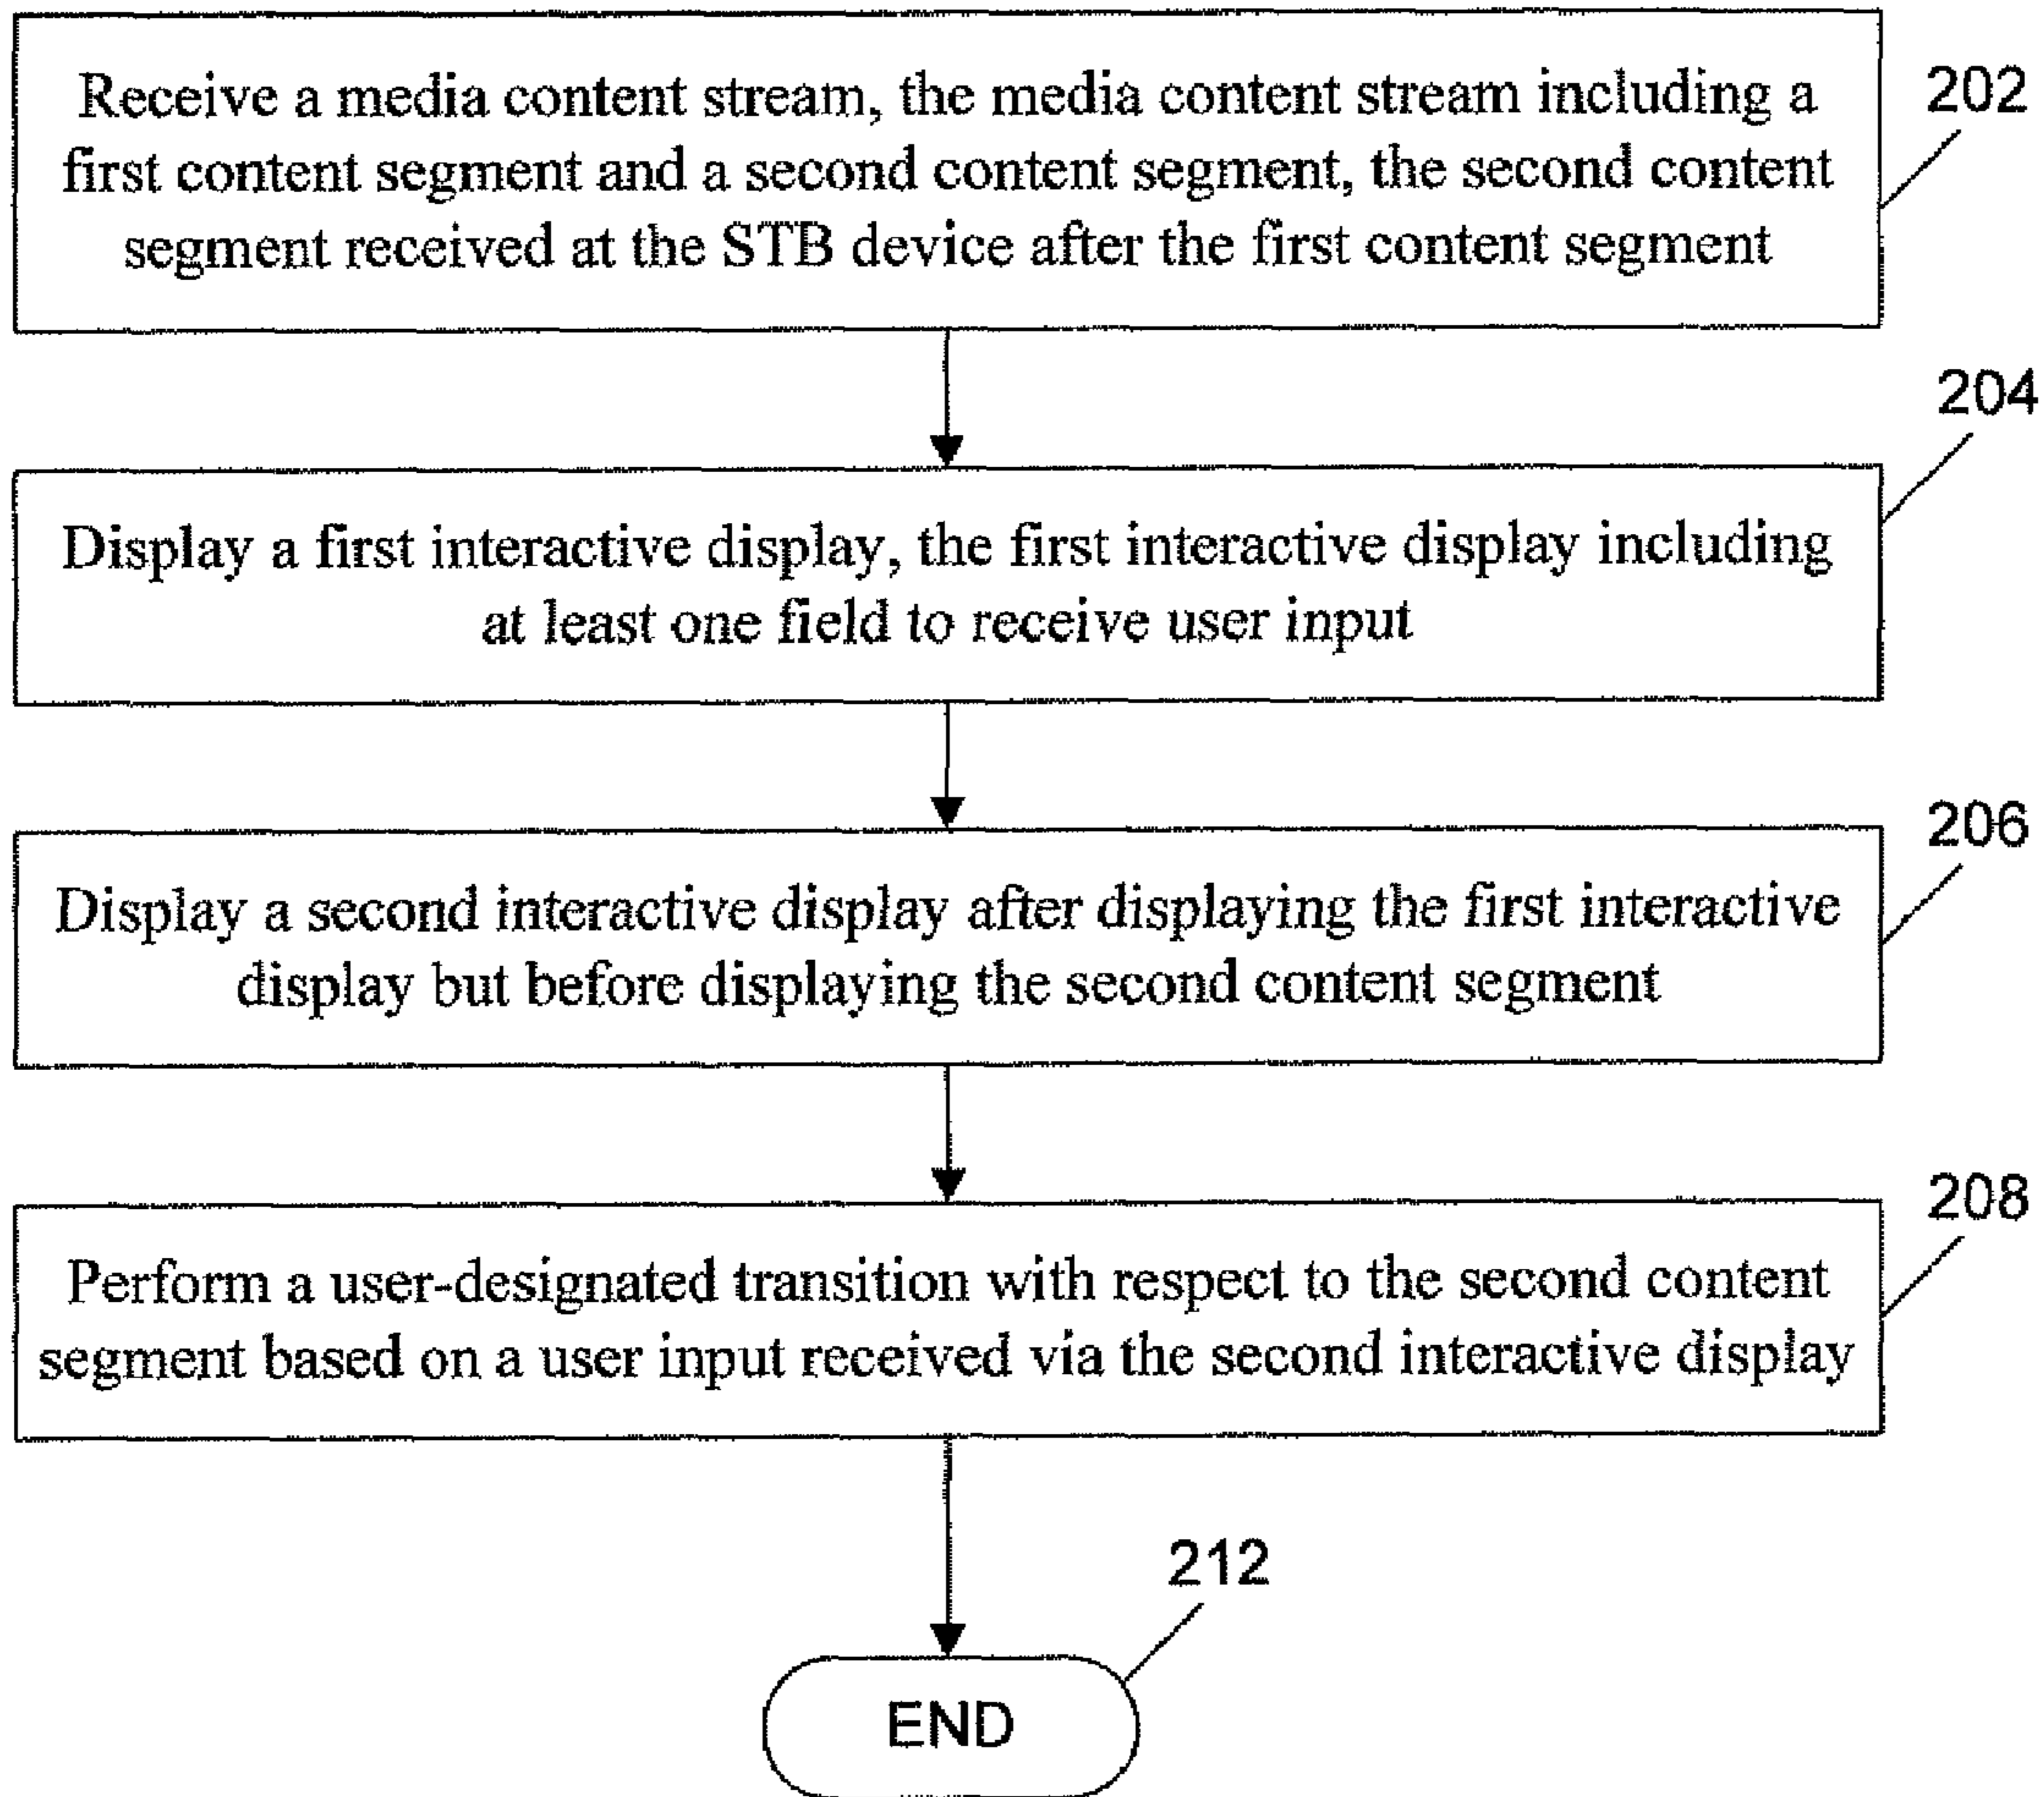 Receive a media content stream, the media content stream including a
first content segment and a second content segment, the second content
segment received at the STB device after the first content segment
202
204
Display a first interactive display, the first interactive display including
at least one field to receive user input
206
Display a second interactive display after displaying the first interactive
display but before displaying the second content segment
208
Perform a user-designated transition with respect to the second content
segment based on a user input received via the second interactive display
212
END